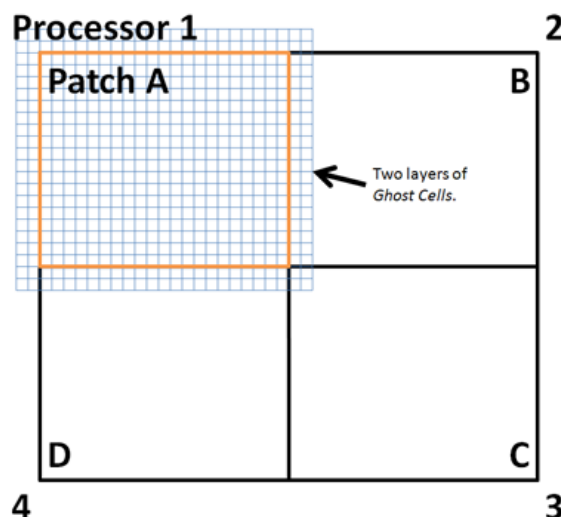 Processor 1
2
Patch A
B
Two layers of
Ghost Cells.
D
C
4
3